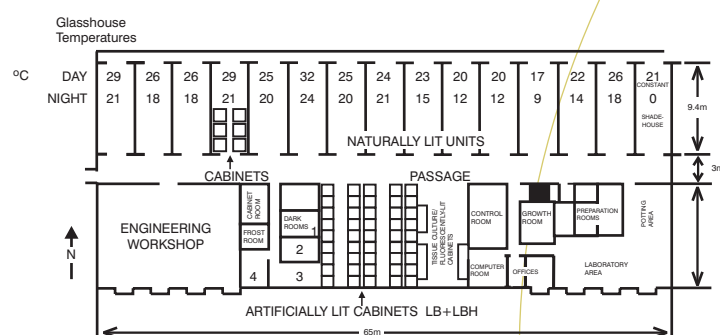 Glasshouse
Temperatures
ºC DAY 29 26 26 29 25 32 25 24 23 20 20 17 22 26 21
CONSTANT
NIGHT 21 18 18 21 20 24 20 21 15 12 12 9 14 18 0
9.4m
SHADE-
HOUSE
NATURALLY LIT UNITS
3m
CABINETS PASSAGE
ENGINEERING
WORKSHOP
CABINET
ROOM
FROST
ROOM
4
DARK
ROOMS 1
2
3
TISSUE CULTURE/
FLUORESCENTLY-LIT
CABINETS
CONTROL
ROOM
COMPUTER
ROOM
GROWTH
ROOM
OFFICES
PREPARATION
ROOMS
LABORATORY
AREA
POTTING
AREA
N
ARTIFICIALLY LIT CABINETS LB+LBH
65m